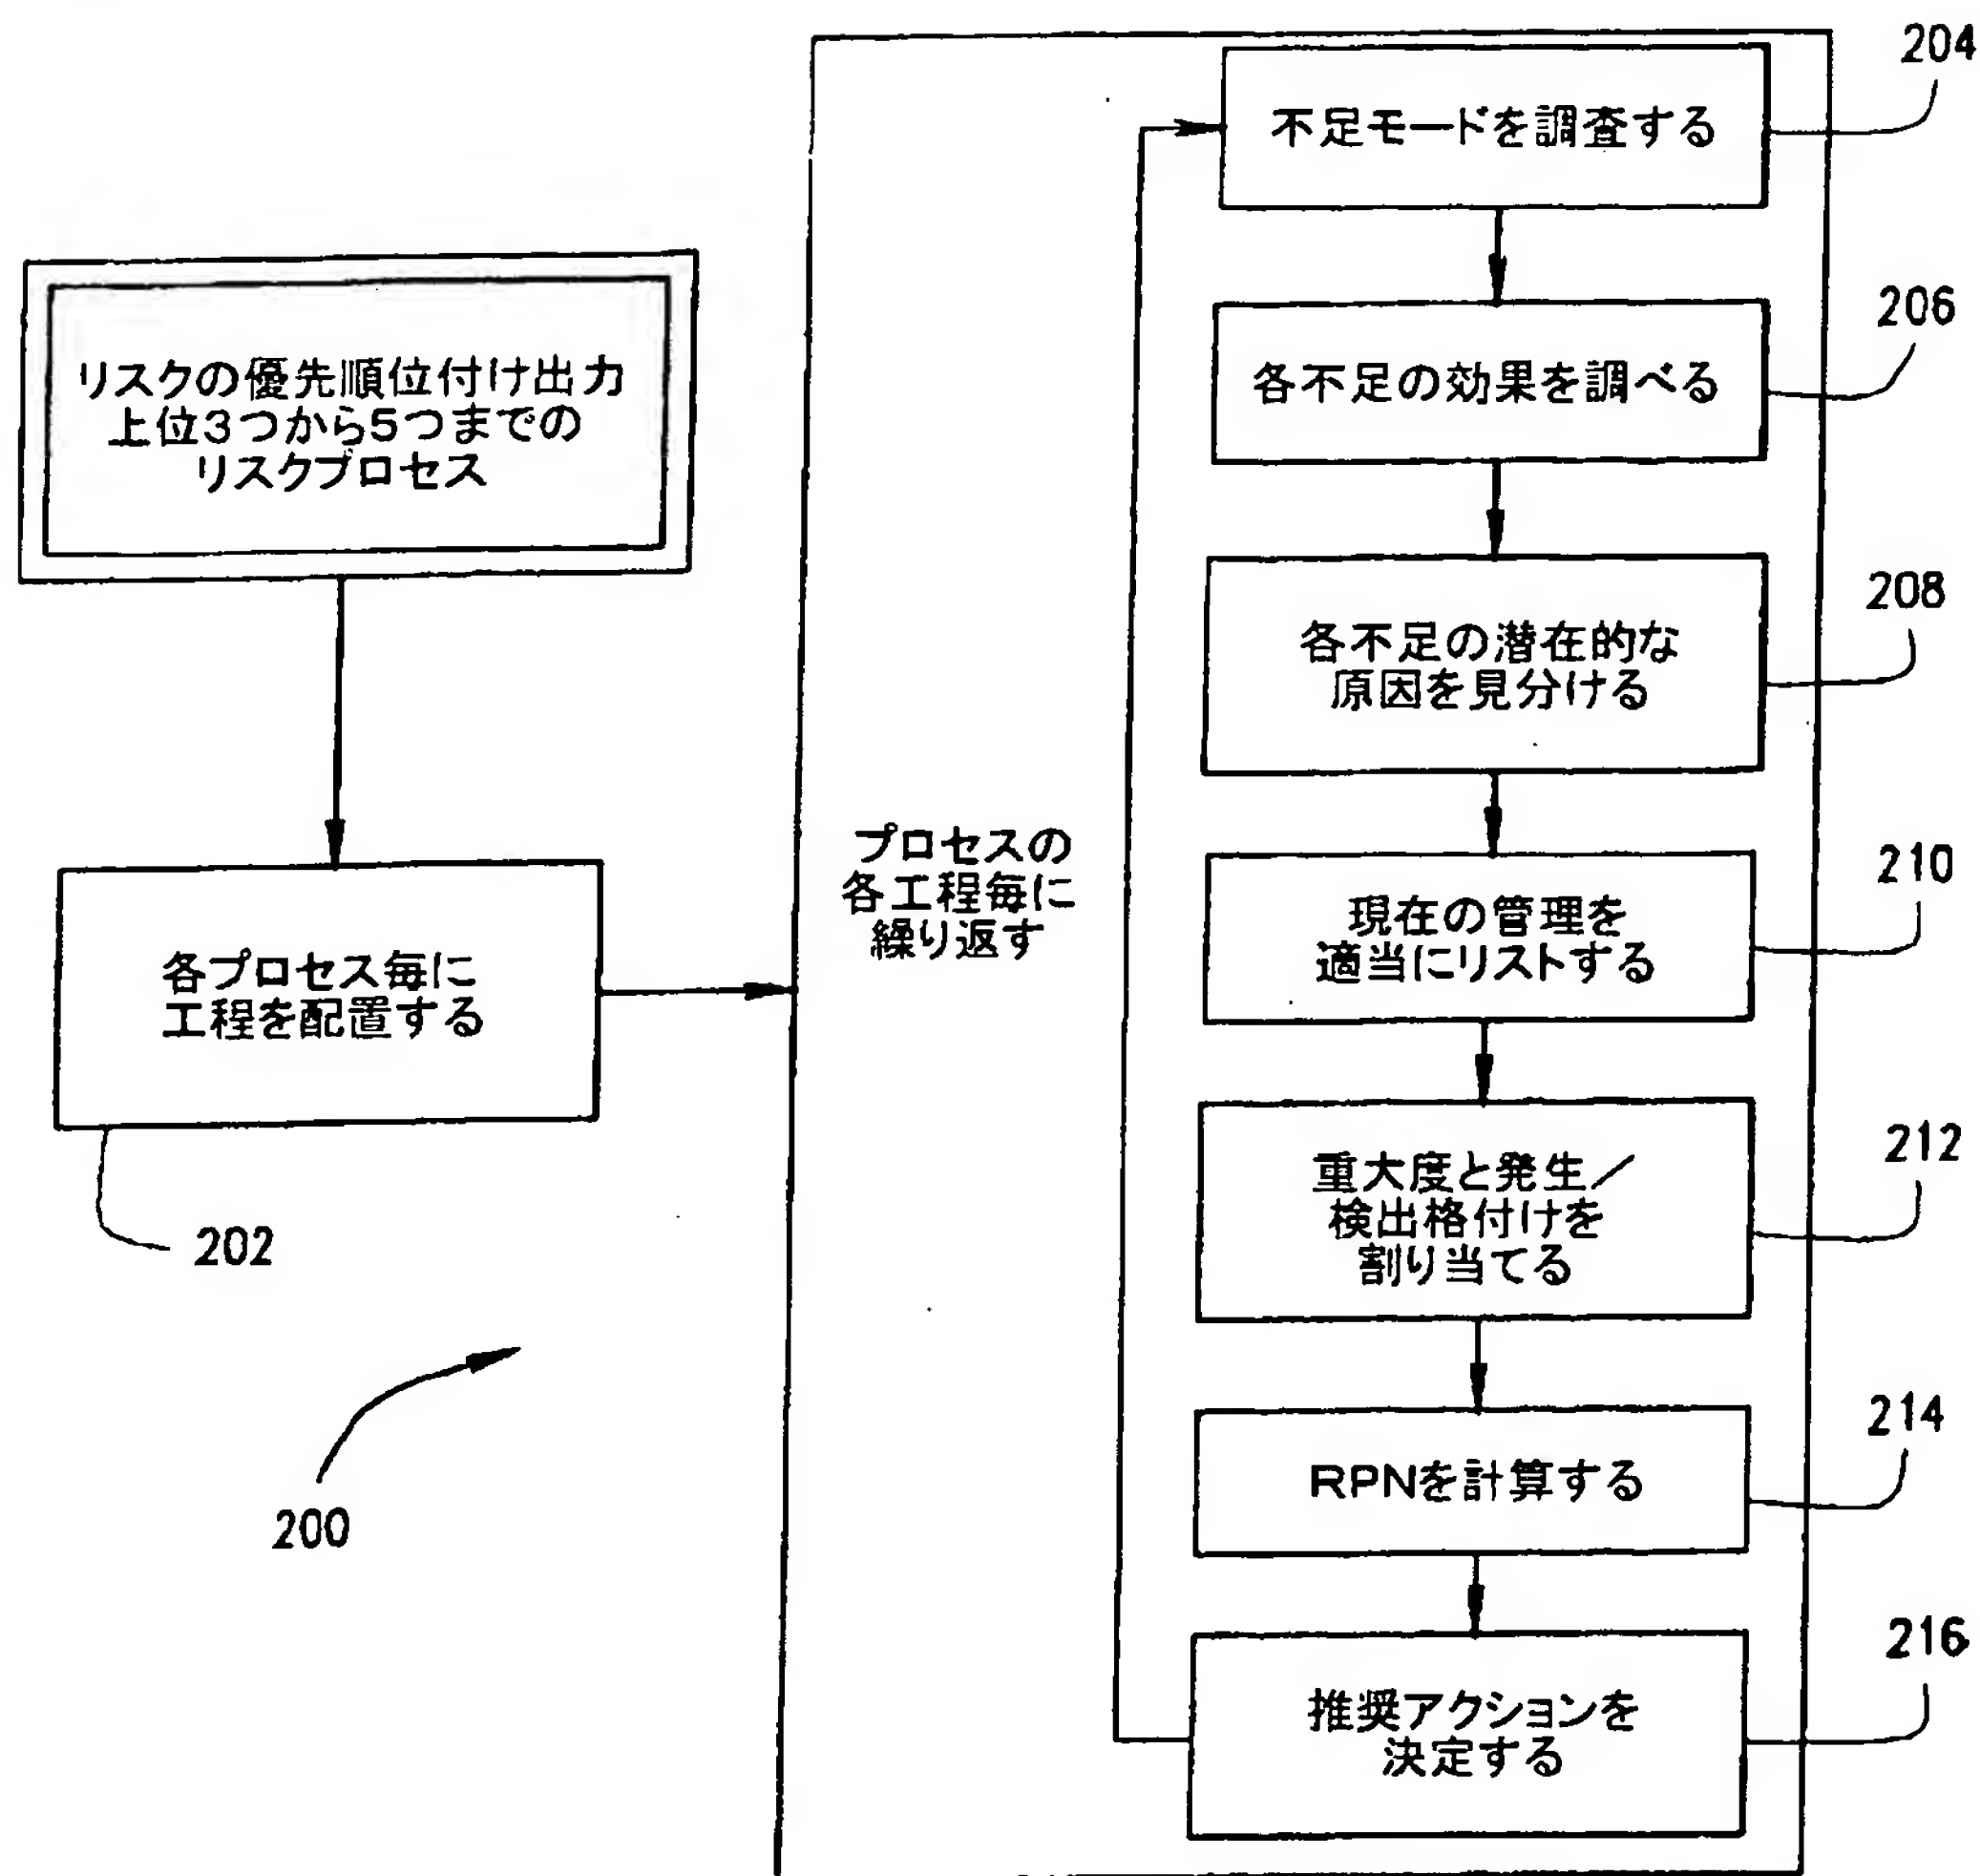 リスクの優先順位付け出力
上位3つから5つまでの
リスクプロセス
各プロセス毎に
工程を配置する
202
200
プロセスの
各工程毎に
繰り返す
不足モードを調査する
204
各不足の効果を調べる
206
各不足の潜在的な
原因を見分ける
208
現在の管理を
適当にリストする
210
重大度と発生／
検出格付けを
割り当てる
212
RPNを計算する
214
推奨アクションを
決定する
216